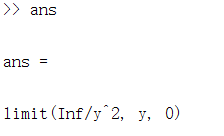 >> ans
ans =
limit(Inf/y^2, y, 0)